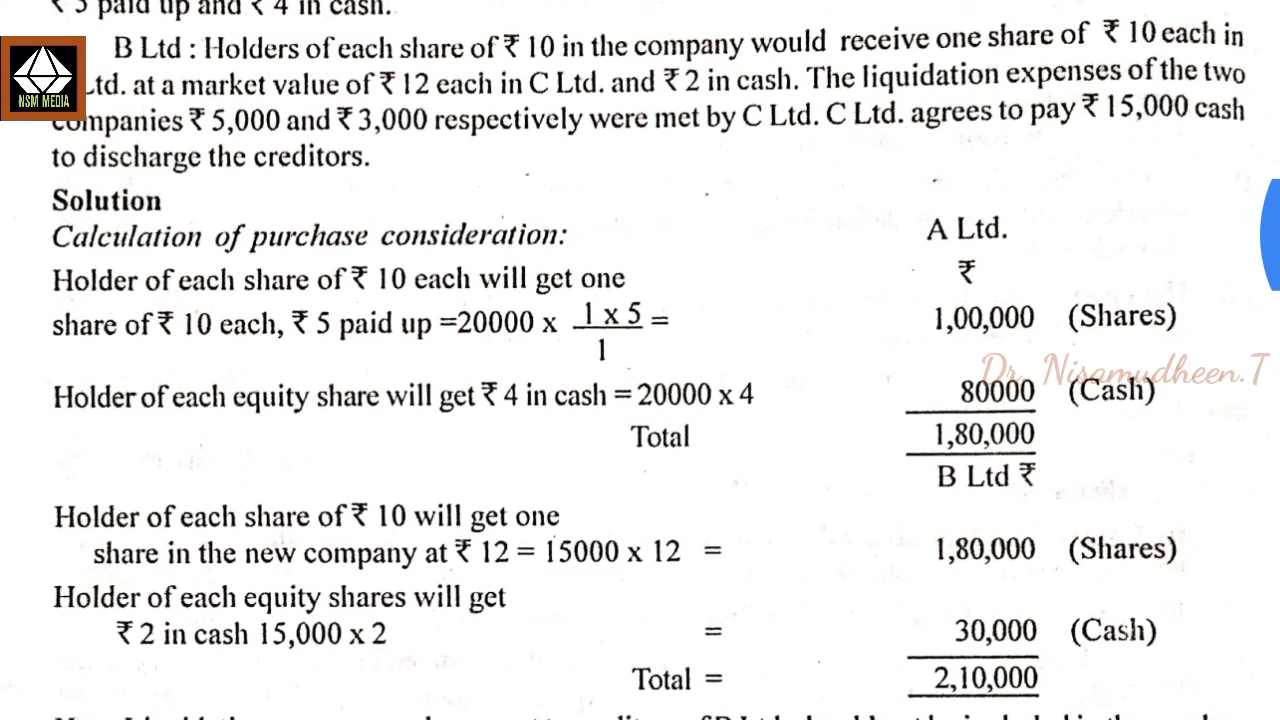 ₹ 5 paid up and ₹ 4 in cash.
B Ltd : Holders of each share of ₹ 10 in the company would receive one share of ₹ 10 each in
Ltd. at a market value of ₹ 12 each in C Ltd. and ₹ 2 in cash. The liquidation expenses of the two
companies ₹ 5,000 and ₹ 3,000 respectively were met by C Ltd. C Ltd. agrees to pay ₹ 15,000 cash
to discharge the creditors.
NSM MEDIA
Solution
Calculation of purchase consideration:
A Ltd.
Holder of each share of ₹ 10 each will get one ₹
share of ₹ 10 each, ₹ 5 paid up =20000 x 1 x 5 = 1,00,000 (Shares)
1
Dr. Nisamudheen.T
Holder of each equity share will get ₹ 4 in cash = 20000 x 4 80000 (Cash)
Total 1,80,000
B Ltd ₹
Holder of each share of ₹ 10 will get one
share in the new company at ₹ 12 = 15000 x 12 = 1,80,000 (Shares)
Holder of each equity shares will get
₹ 2 in cash 15,000 x 2 = 30,000 (Cash)
Total = 2,10,000